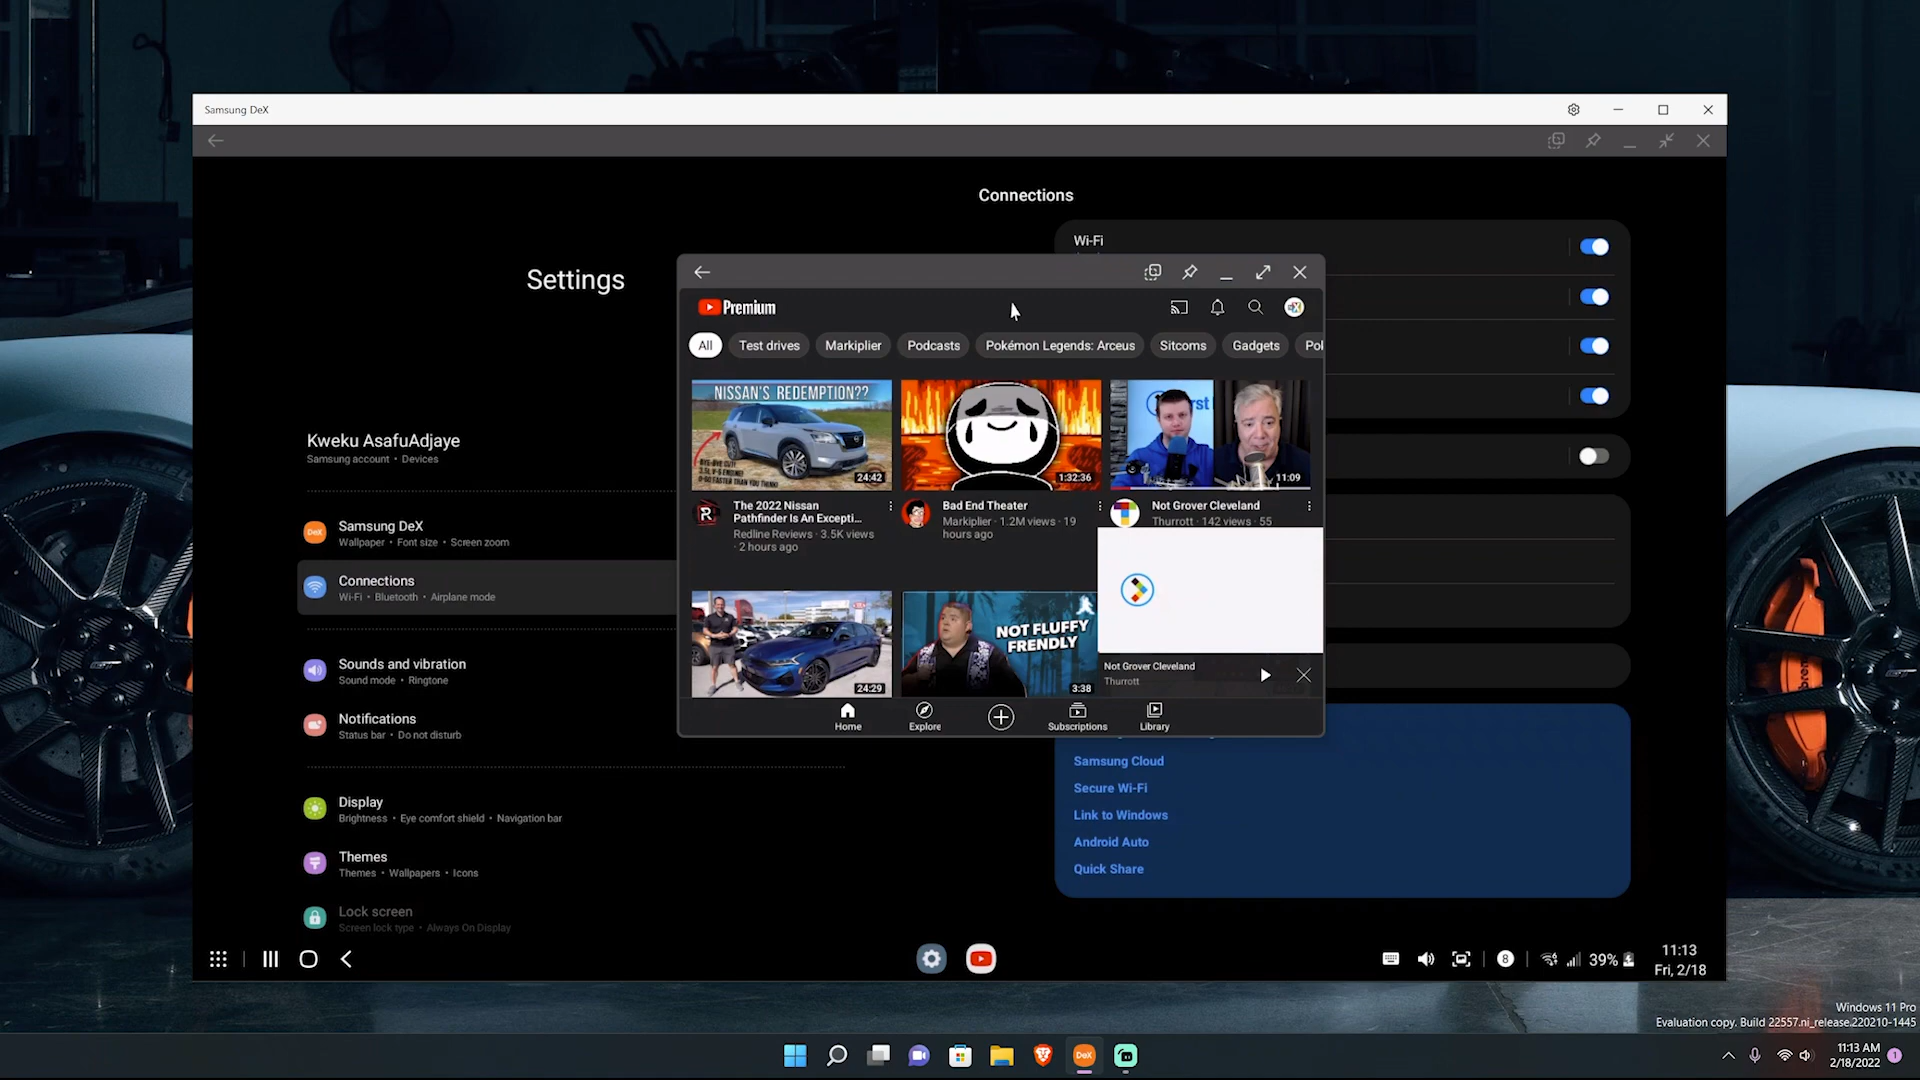 Samsung DeX
Connections
Wi-Fi
Settings
Kweku AsafuAdjaye
Samsung account • Devices
Samsung DeX
Wallpaper • Font size • Screen zoom
Connections
Wi-Fi • Bluetooth • Airplane mode
Sounds and vibration
Sound mode • Ringtone
Notifications
Status bar • Do not disturb
Display
Brightness • Eye comfort shield • Navigation bar
Themes
Themes • Wallpapers • Icons
Lock screen
Screen lock type • Always On Display
Premium
All
Test drives
Markiplier
Podcasts
Pokémon Legends: Arceus
Sitcoms
Gadgets
Pol
NISSAN'S REDEMPTION??
24:42
1:32:36
11:09
The 2022 Nissan
Pathfinder Is An Excepti...
Redline Reviews · 3.5K views
· 2 hours ago
Bad End Theater
Markiplier · 1.2M views · 19
hours ago
Not Grover Cleveland
Thurrott · 142 views · 55
24:29
NOT FLUFFY
FRENDLY
3:38
Not Grover Cleveland
Thurrott
Home
Explore
Subscriptions
Library
Samsung Cloud
Secure Wi-Fi
Link to Windows
Android Auto
Quick Share
8
39%
11:13
Fri, 2/18
Windows 11 Pro
Evaluation copy. Build 22557.ni_release.220210-1445
DeX
11:13 AM
2/18/2022
1